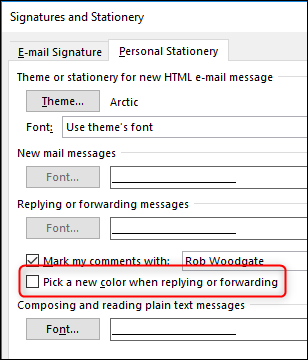 Signatures and Stationery
E-mail Signature Personal Stationery
Theme or stationery for new HTML e-mail message
Theme... Arctic
Font: Use theme's font
New mail messages
Font...
Replying or forwarding messages
Font...
Mark my comments with: Rob Woodgate
Pick a new color when replying or forwarding
Composing and reading plain text messages
Font...